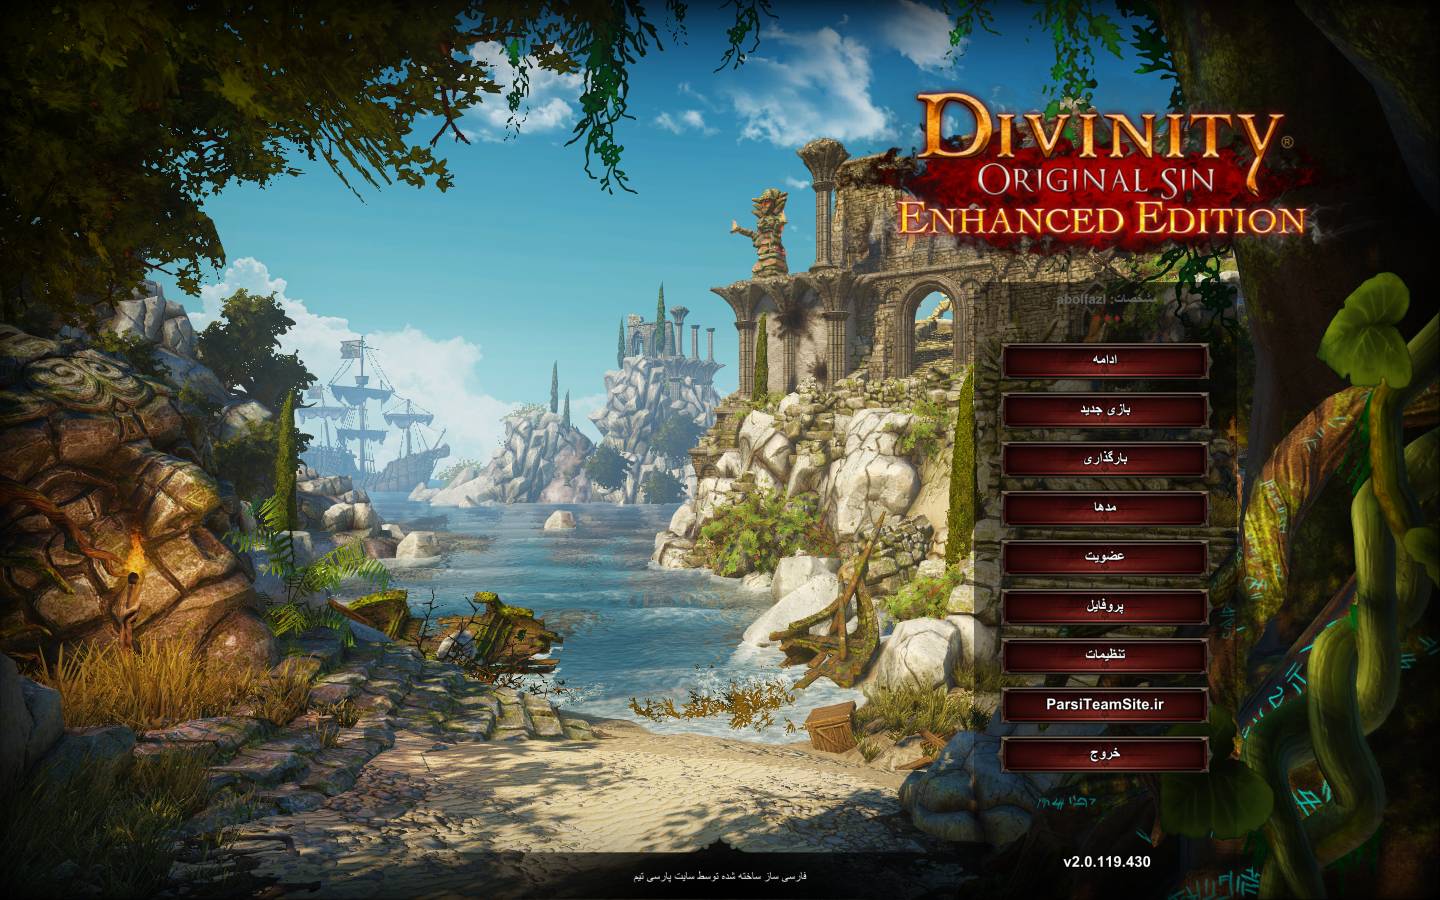 DIVINITY®
ORIGINAL SIN
ENHANCED EDITION
مشخصات: abolfazl
ادامه
بازی جدید
بارگذاری
مدها
عضویت
پروفایل
تنظیمات
ParsiTeamSite.ir
خروج
v2.0.119.430
فارسی ساز ساخته شده توسط سایت پارسی تیم